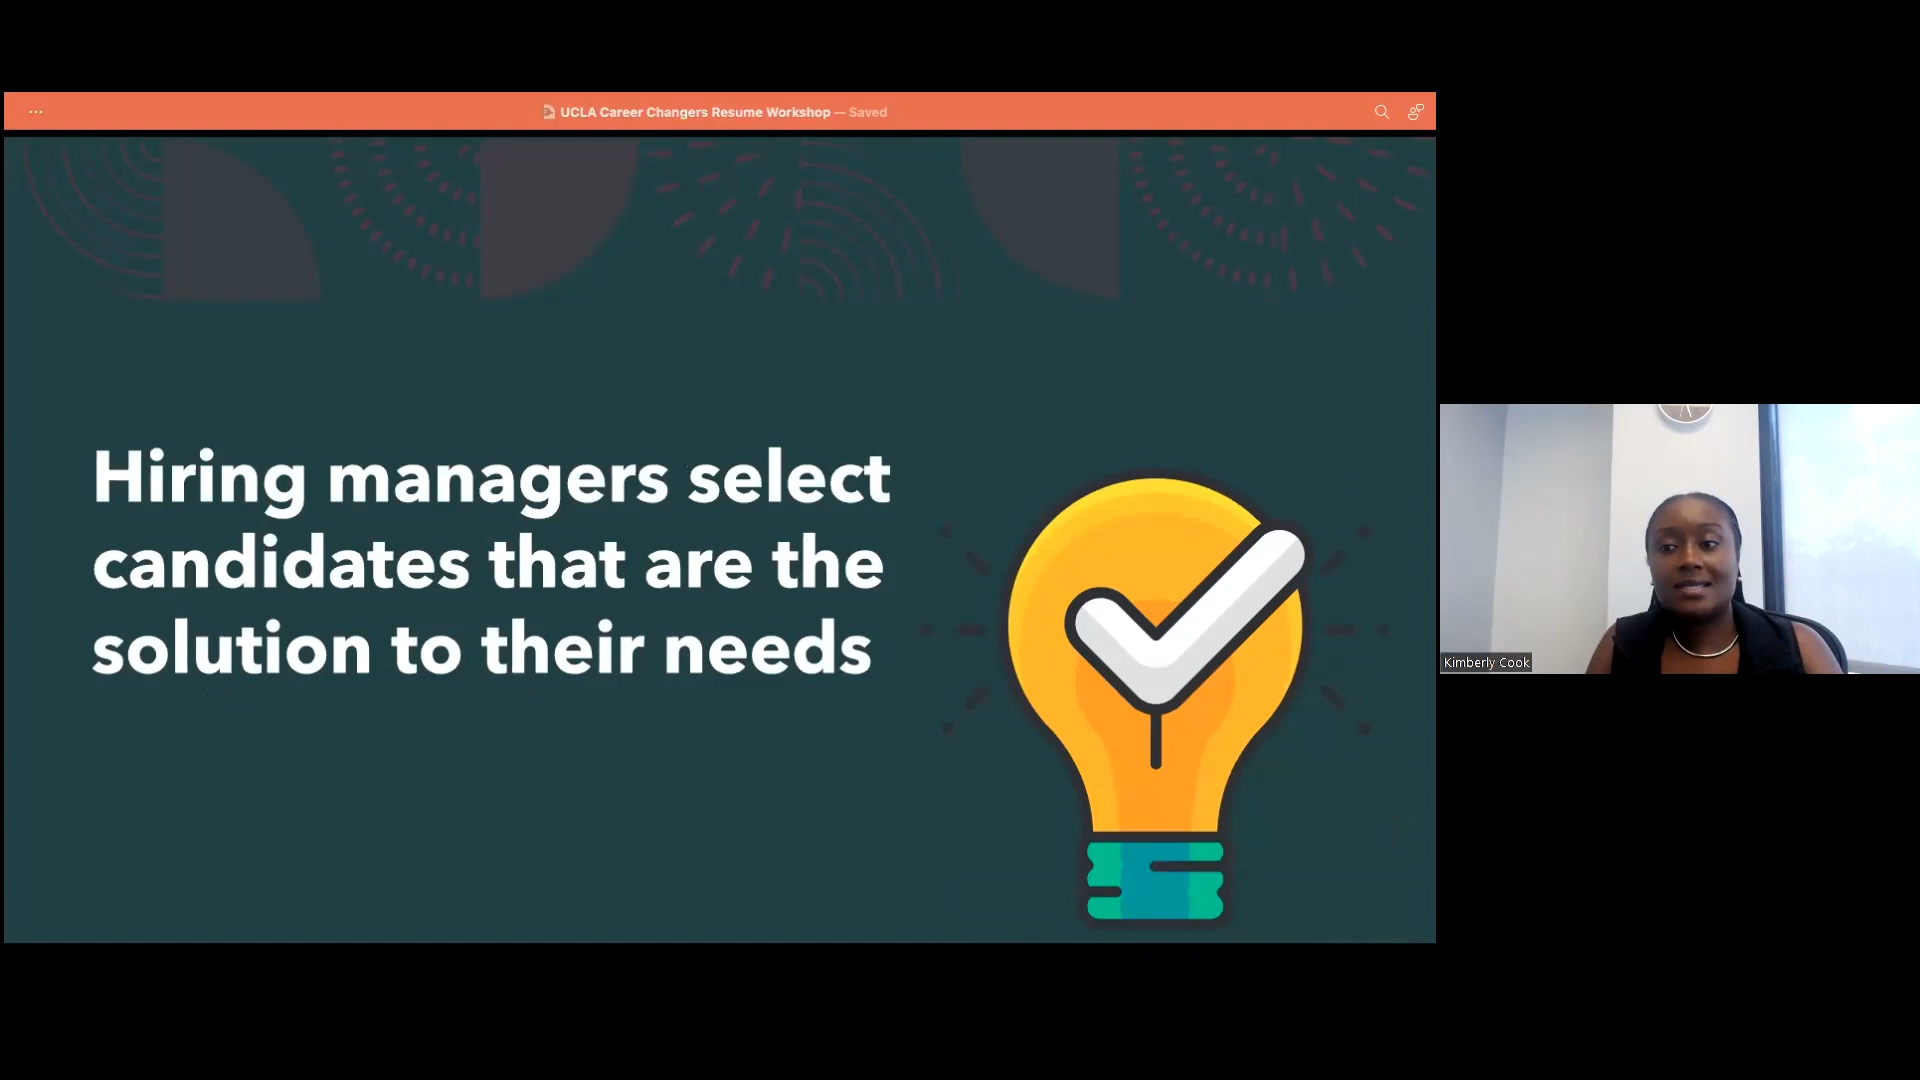 UCLA Career Changers Resume Workshop — Saved
Hiring managers select
candidates that are the
solution to their needs
Kimberly Cook